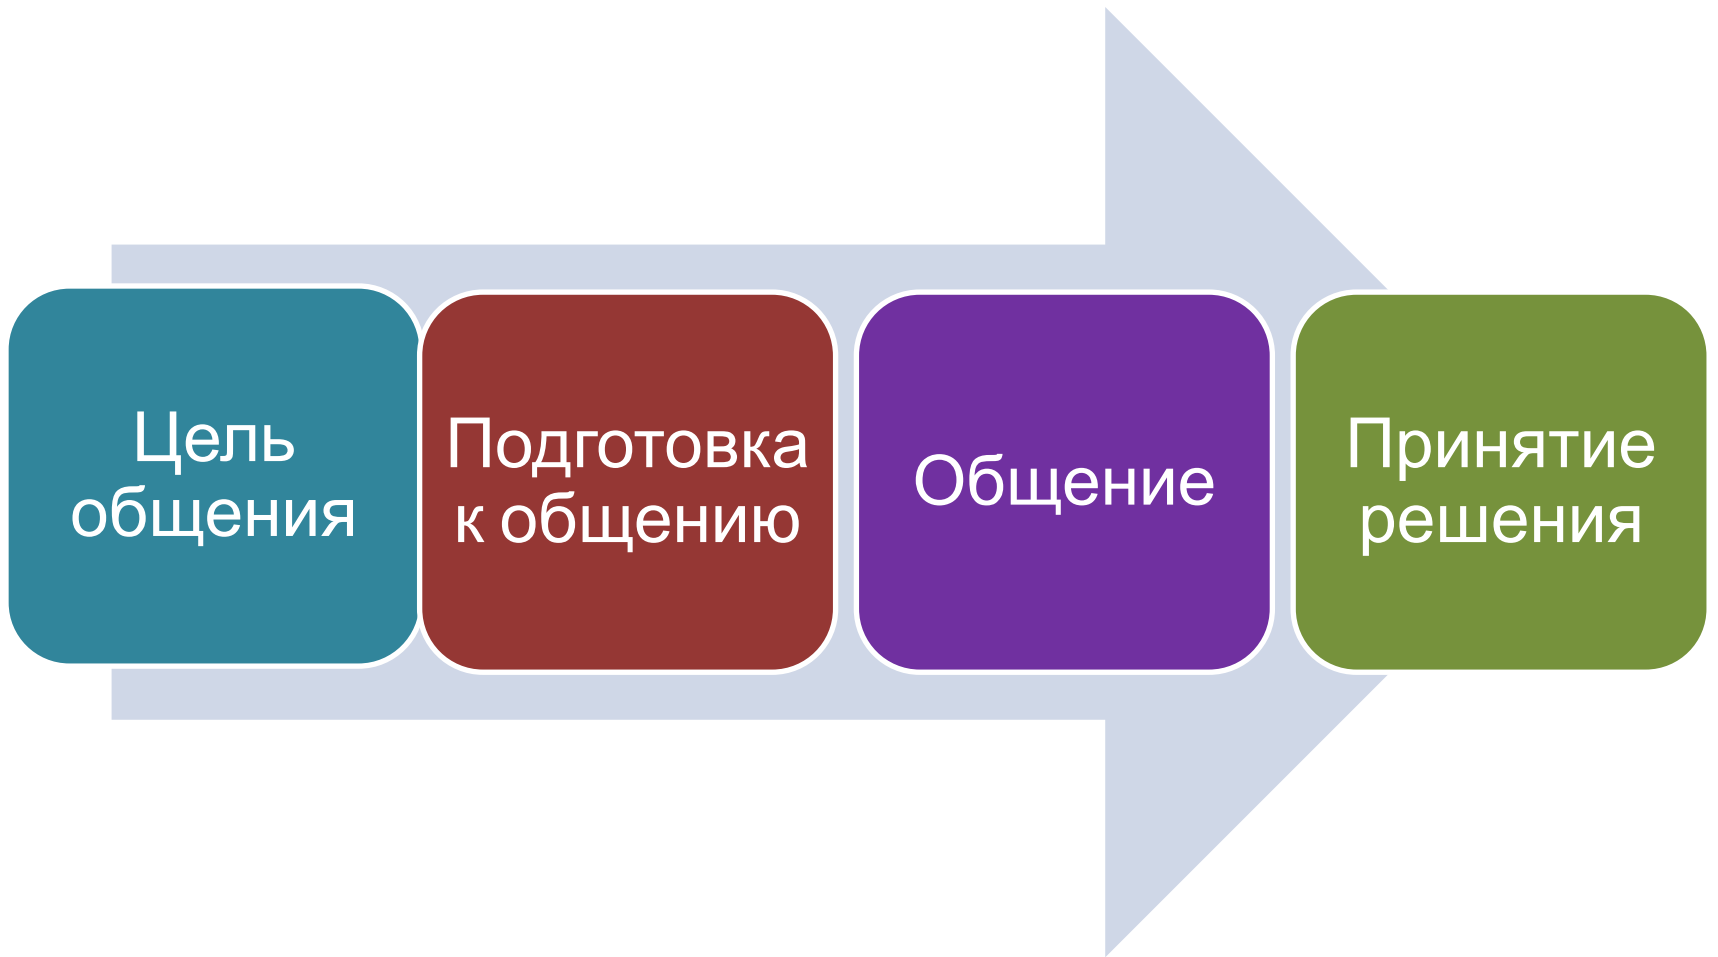 Цель
общения
Подготовка
к общению
Общение
Принятие
решения